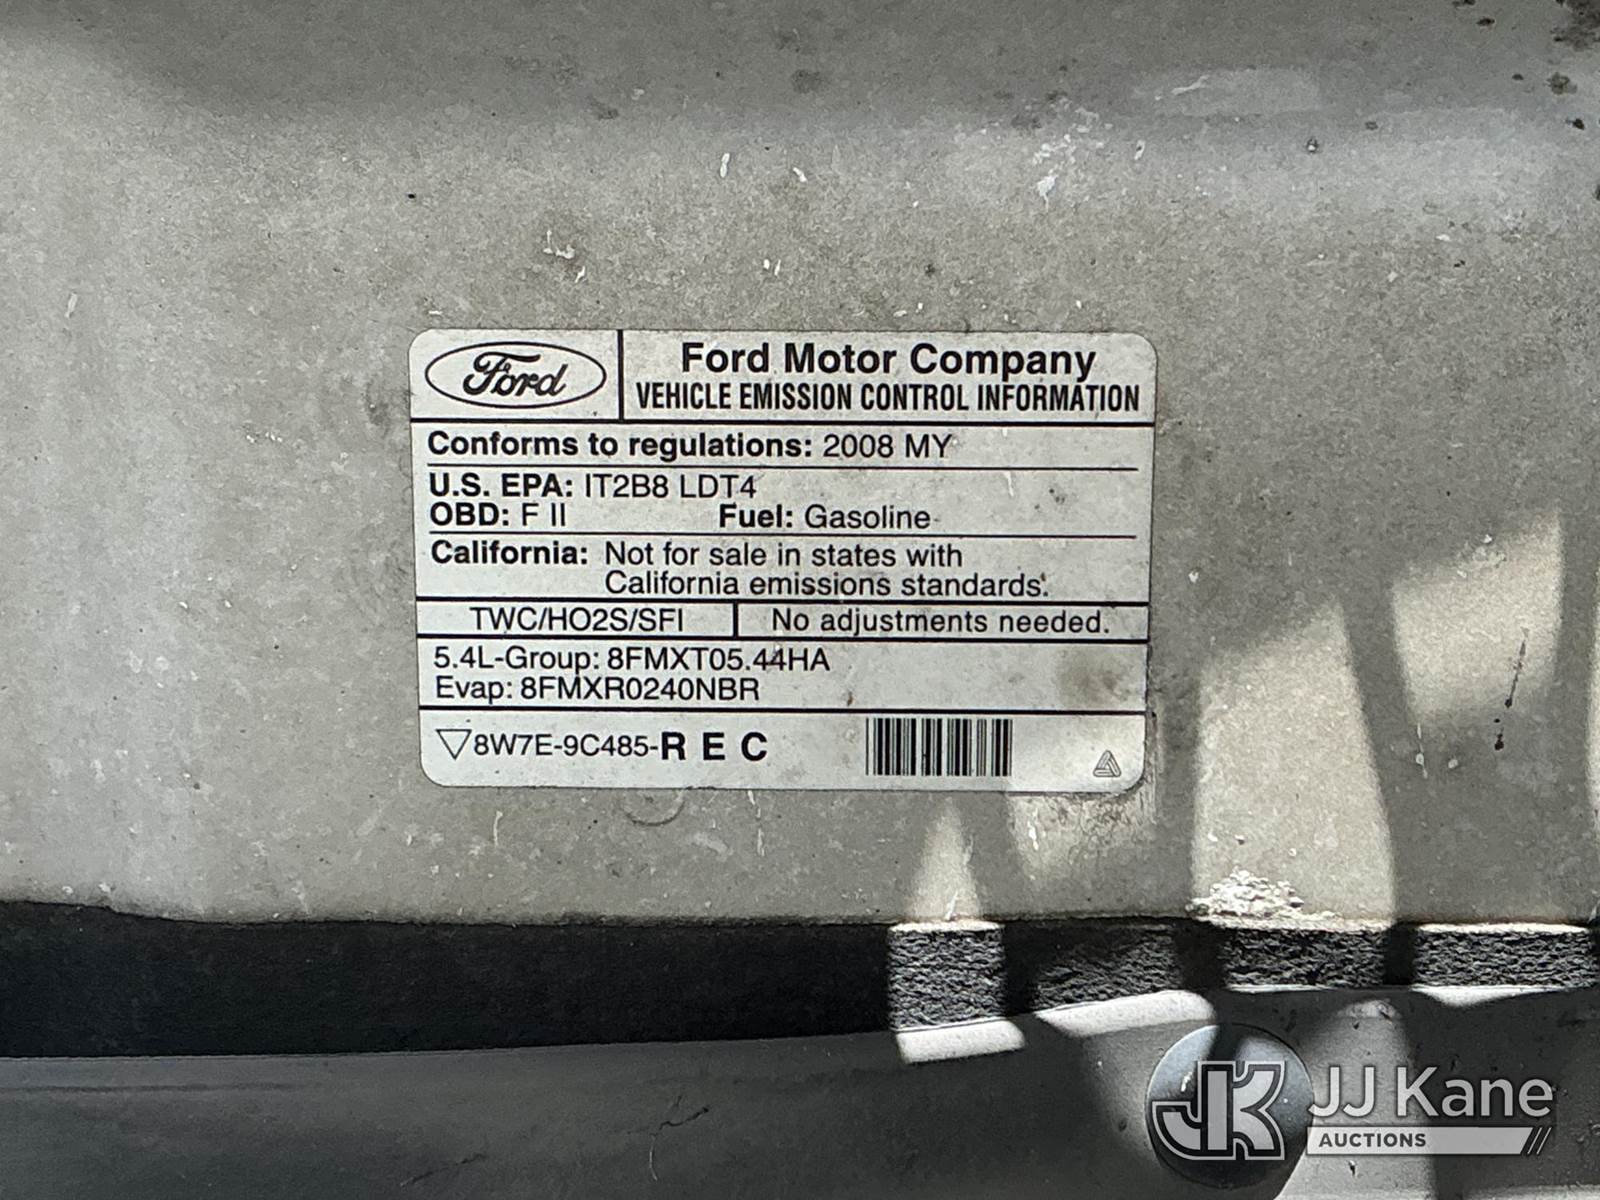 Ford
Ford Motor Company
VEHICLE EMISSION CONTROL INFORMATION
Conforms to regulations: 2008 MY
U.S. EPA: IT2B8 LDT4
OBD: F II Fuel: Gasoline
California: Not for sale in states with
California emissions standards.
TWC/HO2S/SFI No adjustments needed.
5.4L-Group: 8FMXT05.44HA
Evap: 8FMXR0240NBR
8W7E-9C485-R E C
JK JJ Kane
AUCTIONS